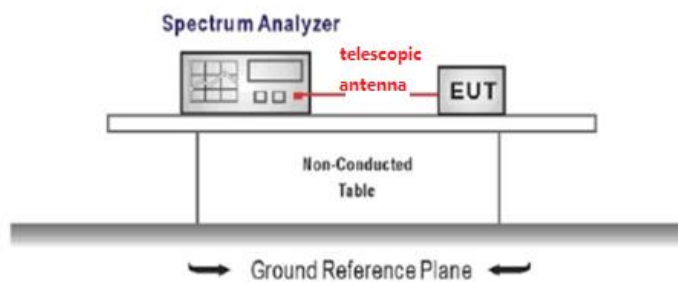 Spectrum Analyzer
telescopic
antenna
EUT
Non-Conducted
Table
Ground Reference Plane